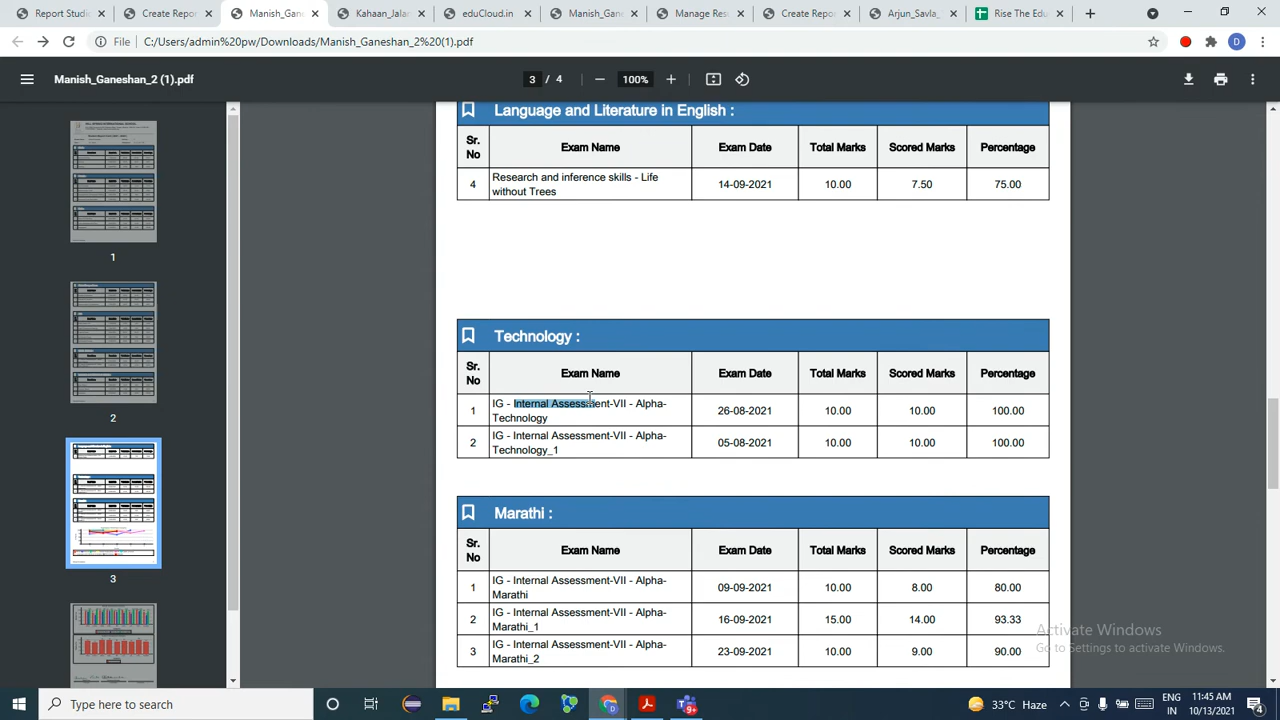 Report Studio
Create Repor
Manish_Gane
Kahaan_Jalan
eduCloud.in
Manish_Gane
Manage Res
Create Repo
Arjun_Savla_
Rise The Edu
File C:/Users/admin%20pw/Downloads/Manish_Ganeshan_2%20(1).pdf
D
Manish_Ganeshan_2 (1).pdf
3 / 4
100%
1
2
3
Language and Literature in English :
Sr. No Exam Name Exam Date Total Marks Scored Marks Percentage
4 Research and inference skills - Life without Trees 14-09-2021 10.00 7.50 75.00
Technology :
Sr. No Exam Name Exam Date Total Marks Scored Marks Percentage
1 IG - Internal Assessment-VII - Alpha-Technology 26-08-2021 10.00 10.00 100.00
2 IG - Internal Assessment-VII - Alpha-Technology_1 05-08-2021 10.00 10.00 100.00
Marathi :
Sr. No Exam Name Exam Date Total Marks Scored Marks Percentage
1 IG - Internal Assessment-VII - Alpha-Marathi 09-09-2021 10.00 8.00 80.00
2 IG - Internal Assessment-VII - Alpha-Marathi_1 16-09-2021 15.00 14.00 93.33
3 IG - Internal Assessment-VII - Alpha-Marathi_2 23-09-2021 10.00 9.00 90.00
Activate Windows
Go to Settings to activate Windows.
Type here to search
9+
33°C Haze
ENG
IN
11:45 AM
10/13/2021
4